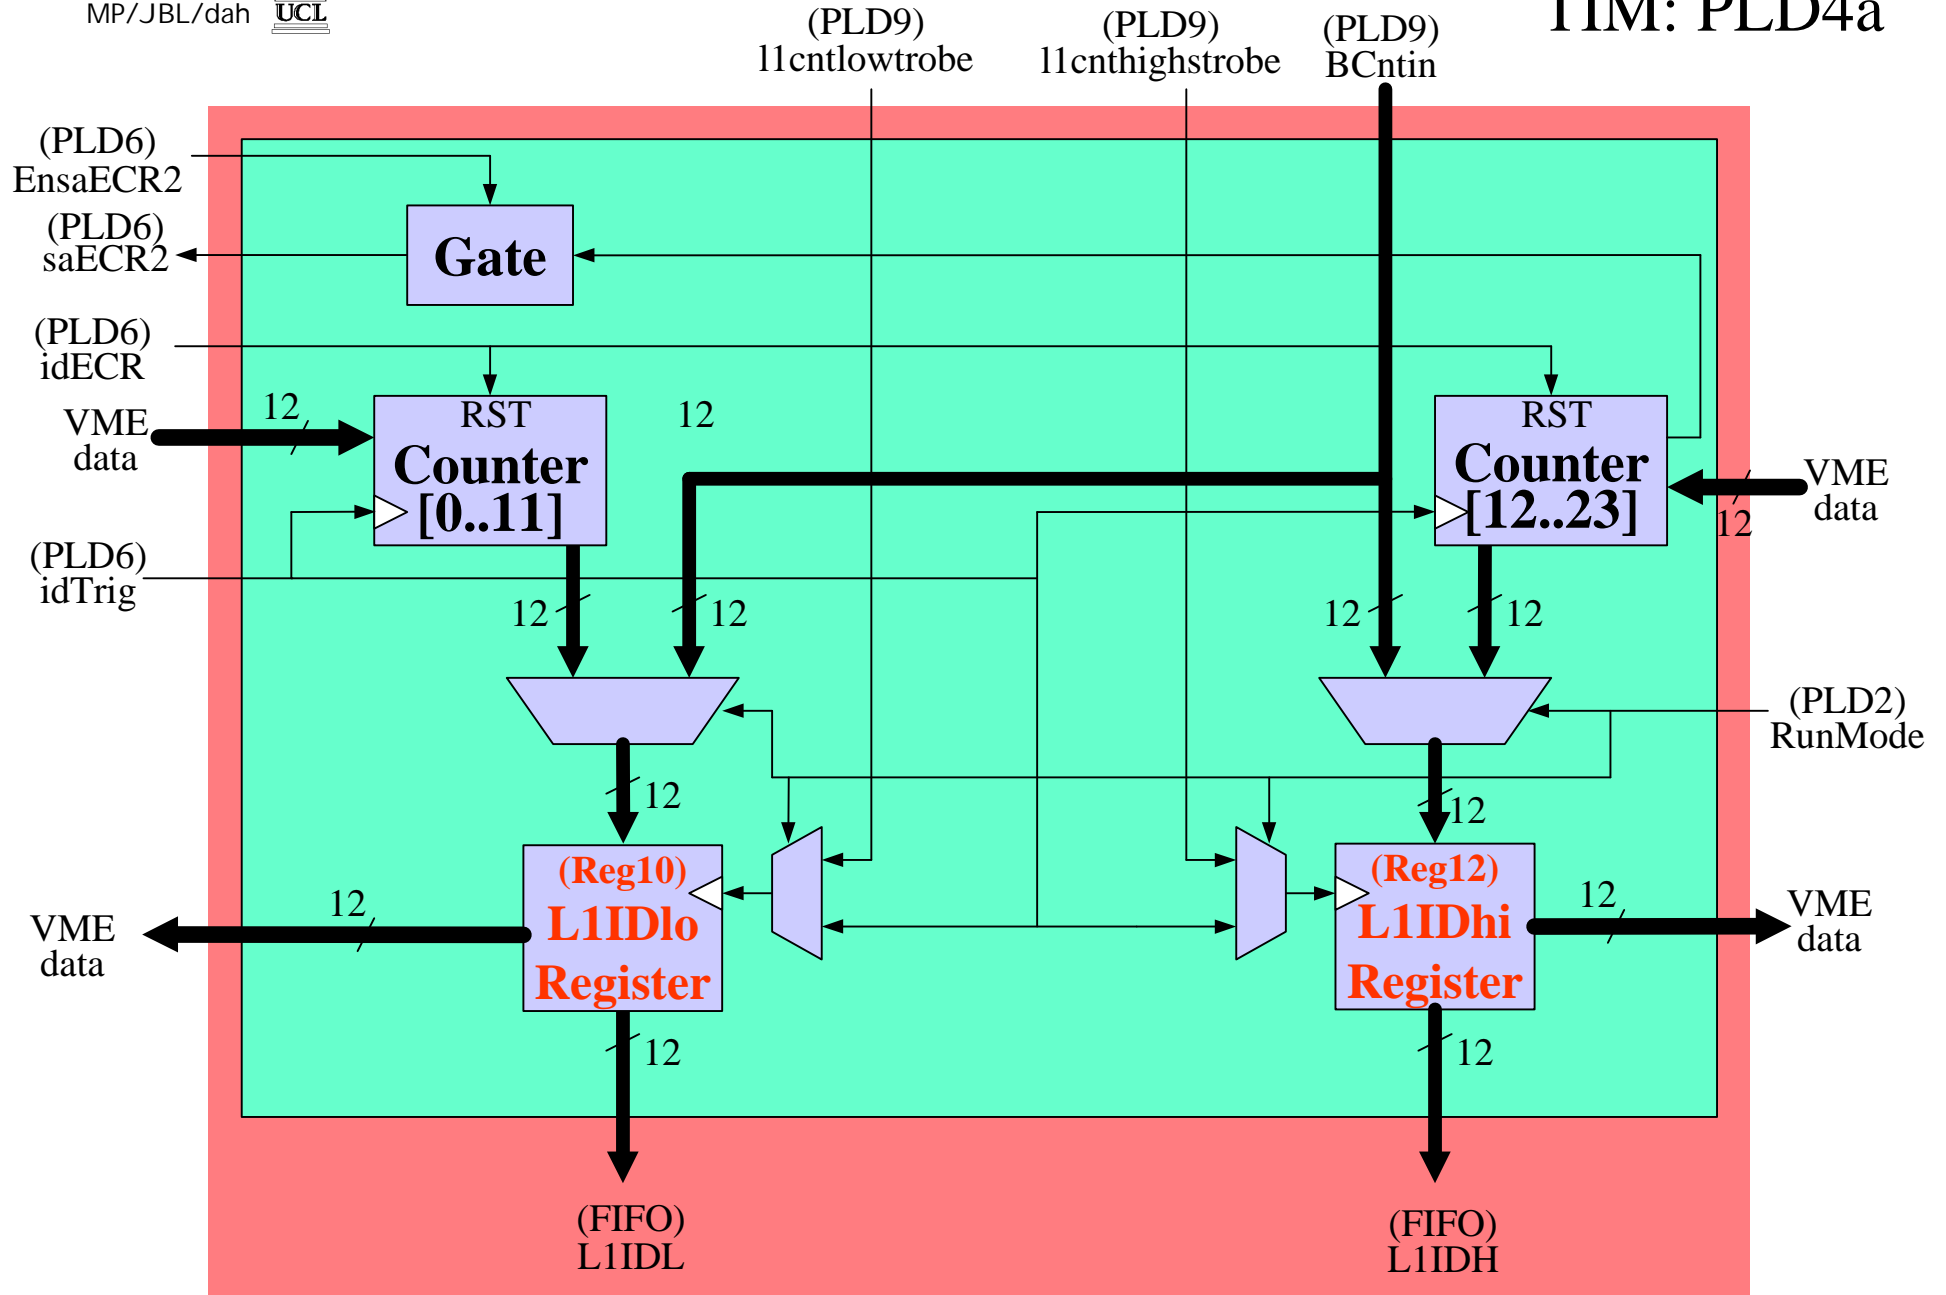 MP/JBL/dah UCL
TIM: PLD4a
(PLD9)
l1cntlowtrobe
(PLD9)
l1cnthighstrobe
(PLD9)
BCntin
(PLD6)
EnsaECR2
(PLD6)
saECR2
Gate
(PLD6)
idECR
VME
data
12
RST
Counter
[0..11]
12
RST
Counter
[12..23]
VME
data
12
(PLD6)
idTrig
12
12
12
12
(PLD2)
RunMode
12
12
(Reg10)
L1IDlo
Register
(Reg12)
L1IDhi
Register
12
VME
data
12
VME
data
12
12
(FIFO)
L1IDL
(FIFO)
L1IDH